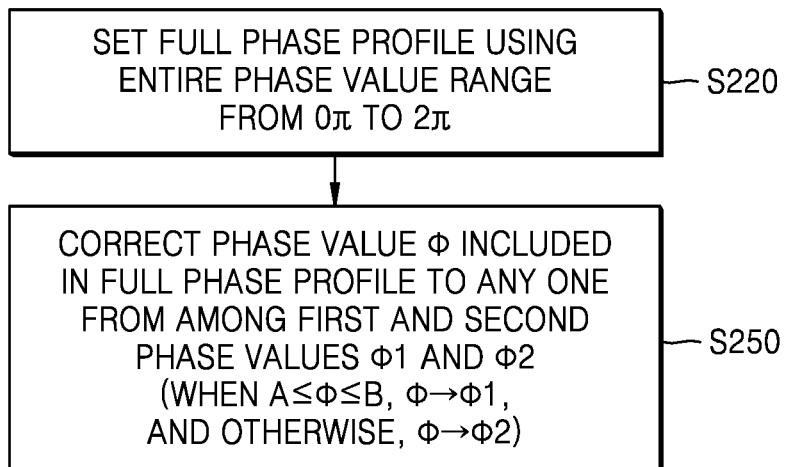 SET FULL PHASE PROFILE USING
ENTIRE PHASE VALUE RANGE
FROM 0π TO 2π
S220
CORRECT PHASE VALUE Φ INCLUDED
IN FULL PHASE PROFILE TO ANY ONE
FROM AMONG FIRST AND SECOND
PHASE VALUES Φ1 AND Φ2
(WHEN A≤Φ≤B, Φ→Φ1,
AND OTHERWISE, Φ→Φ2)
S250